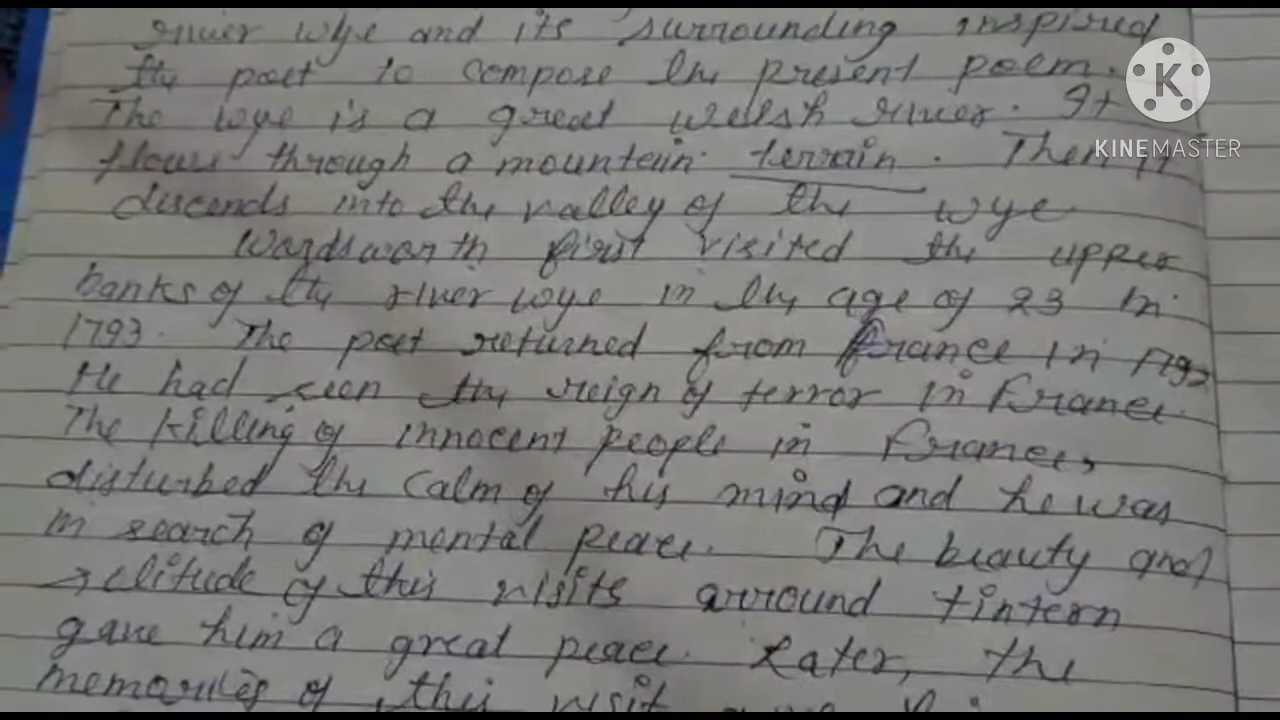 river wye and its surrounding inspired
the poet to compose the present poem.
The wye is a great welsh river. It
flows through a mountain terrain. Then it
discends into the valley of the wye
Wordsworth first visited the upper
banks of the river wye in the age of 23 in
1793. The poet returned from france in 1792
He had seen the reign of terror in france.
The killing of innocent people in france,
disturbed the calm of his mind and he was
in search of mental peace. The beauty and
solitude of this visits arround tintern
gave him a great peace. Later, the
memories of this visit
K
KINEMASTER